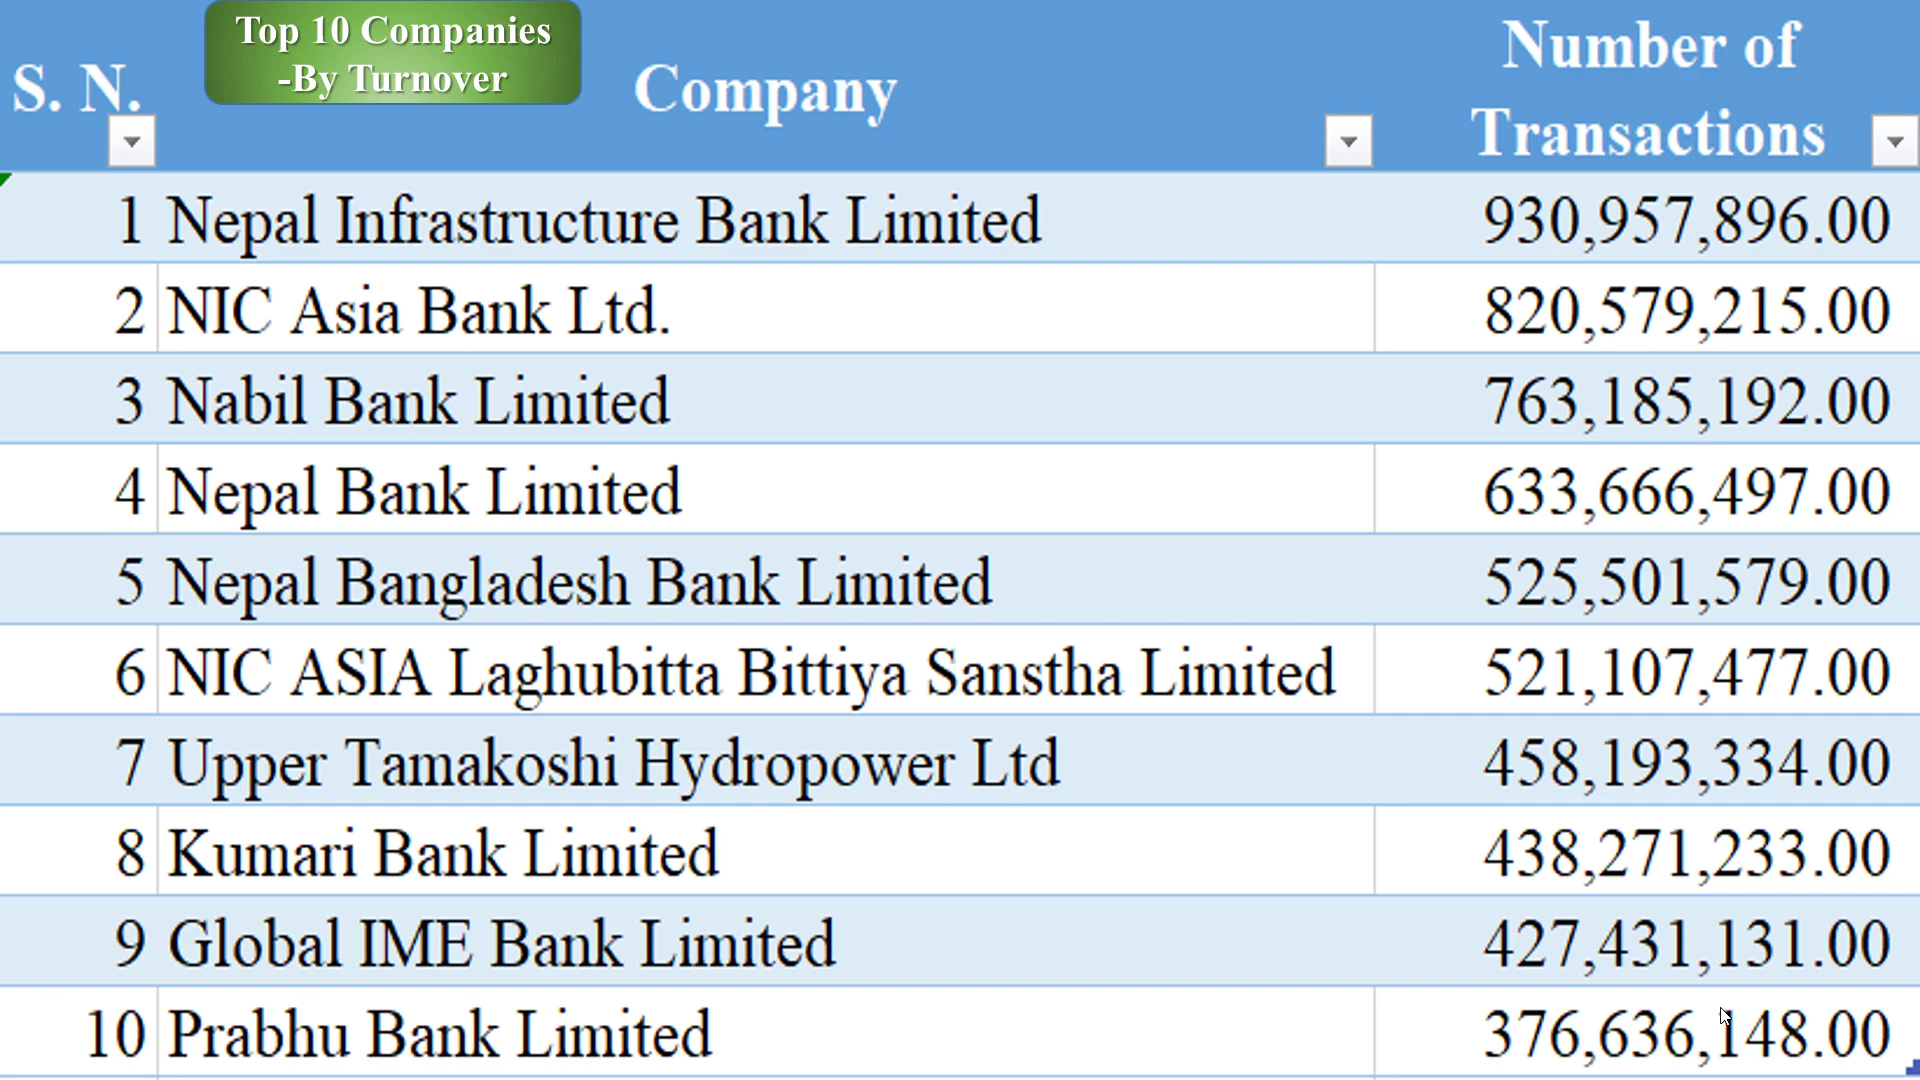 Top 10 Companies
-By Turnover
S. N. Company Number of
Transactions
1 Nepal Infrastructure Bank Limited 930,957,896.00
2 NIC Asia Bank Ltd. 820,579,215.00
3 Nabil Bank Limited 763,185,192.00
4 Nepal Bank Limited 633,666,497.00
5 Nepal Bangladesh Bank Limited 525,501,579.00
6 NIC ASIA Laghubitta Bittiya Sanstha Limited 521,107,477.00
7 Upper Tamakoshi Hydropower Ltd 458,193,334.00
8 Kumari Bank Limited 438,271,233.00
9 Global IME Bank Limited 427,431,131.00
10 Prabhu Bank Limited 376,636,148.00